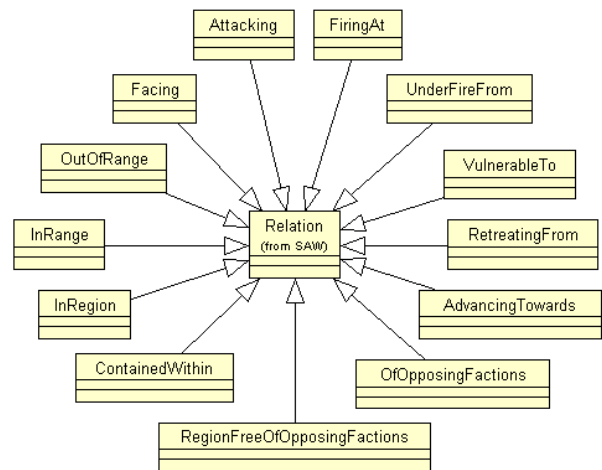 Attacking
FiringAt
Facing
UnderFireFrom
OutOfRange
VulnerableTo
Relation
(from SAW)
InRange
RetreatingFrom
InRegion
AdvancingTowards
ContainedWithin
OfOpposingFactions
RegionFreeOfOpposingFactions